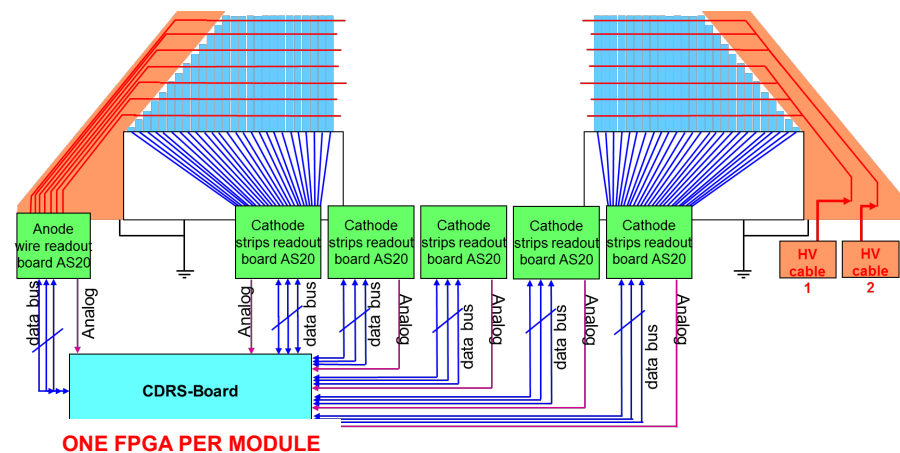 Anode
wire readout
board AS20
Cathode
strips readout
board AS20
Cathode
strips readout
board AS20
Cathode
strips readout
board AS20
Cathode
strips readout
board AS20
Cathode
strips readout
board AS20
HV
cable
1
HV
cable
2
data bus
Analog
Analog
data bus
data bus
Analog
data bus
Analog
data bus
Analog
data bus
Analog
CDRS-Board
ONE FPGA PER MODULE